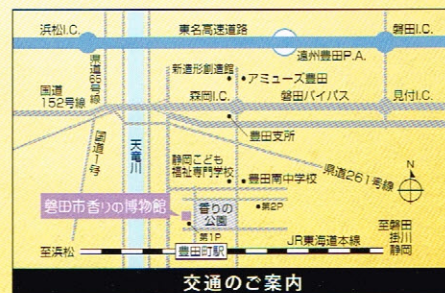 浜松I.C.
東名高速道路
磐田I.C.
遠州豊田P.A.
県道65号線
新造形創造館
アミューズ豊田
国道
152号線
森岡I.C.
磐田バイパス
見付I.C.
豊田支所
国道1号
天竜川
静岡こども
福祉専門学校
豊田南中学校
県道261号線
N
磐田市香りの博物館
香りの
公園
第2P
第1P
至浜松
豊田町駅
JR東海道本線
至磐田
掛川
静岡
交通のご案内